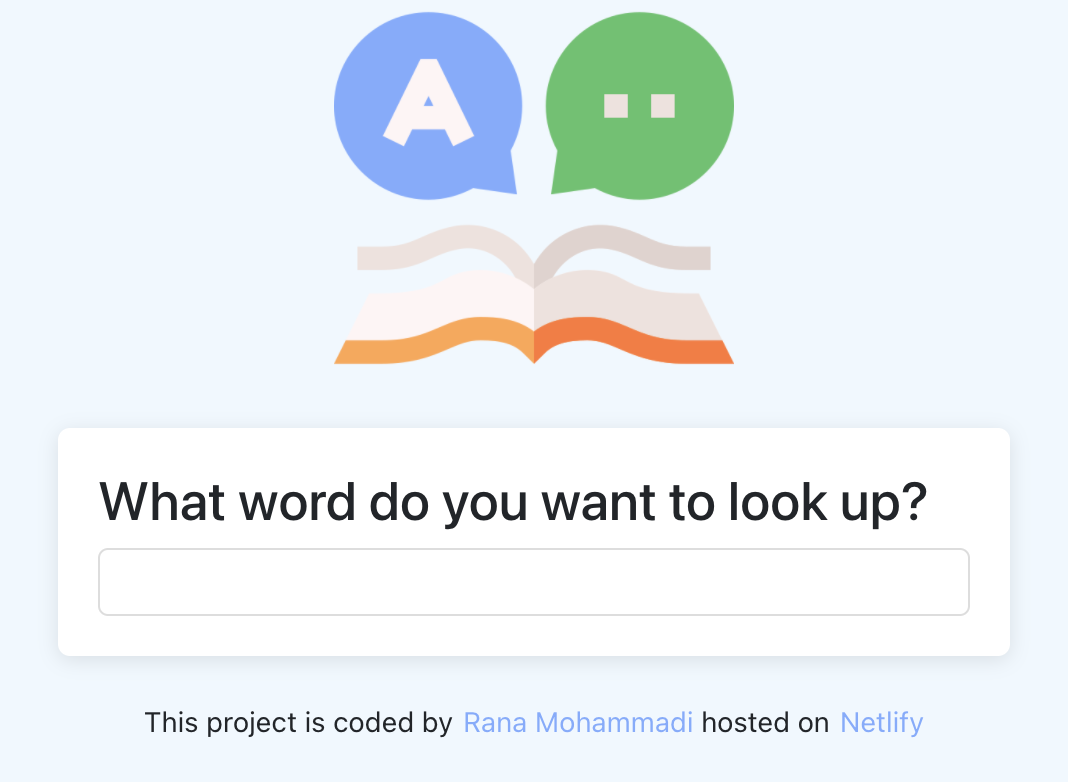 A
What word do you want to look up?
This project is coded by Rana Mohammadi hosted on Netlify